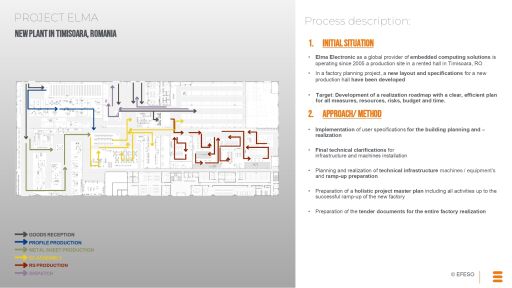 PROJECT ELMA
NEW PLANT IN TIMISOARA, ROMANIA
GOODS RECEPTION
PROFILE PRODUCTION
METAL SHEET PRODUCTION
RS PRODUCTION
DISPATCH
Process description:
1. INITIAL SITUATION
• Elma Electronic as a global provider of embedded computing solutions is
operating since 2005 a production site in a rented hall in Timisoara, RO
• In a factory planning project, a new layout and specifications for a new
production hall have been developed
• Target: Development of a realization roadmap with a clear, efficient plan
for all measures, resources, risks, budget and time.
2. APPROACH/ METHOD
• Implementation of user specifications for the building planning and –
realization
• Final technical clarifications for
infrastructure and machines installation
• Planning and realization of technical infrastructure machines / equipment's
and ramp-up preparation
• Preparation of a holistic project master plan including all activities up to the
successful ramp-up of the new factory
• Preparation of the tender documents for the entire factory realization
© EFESO